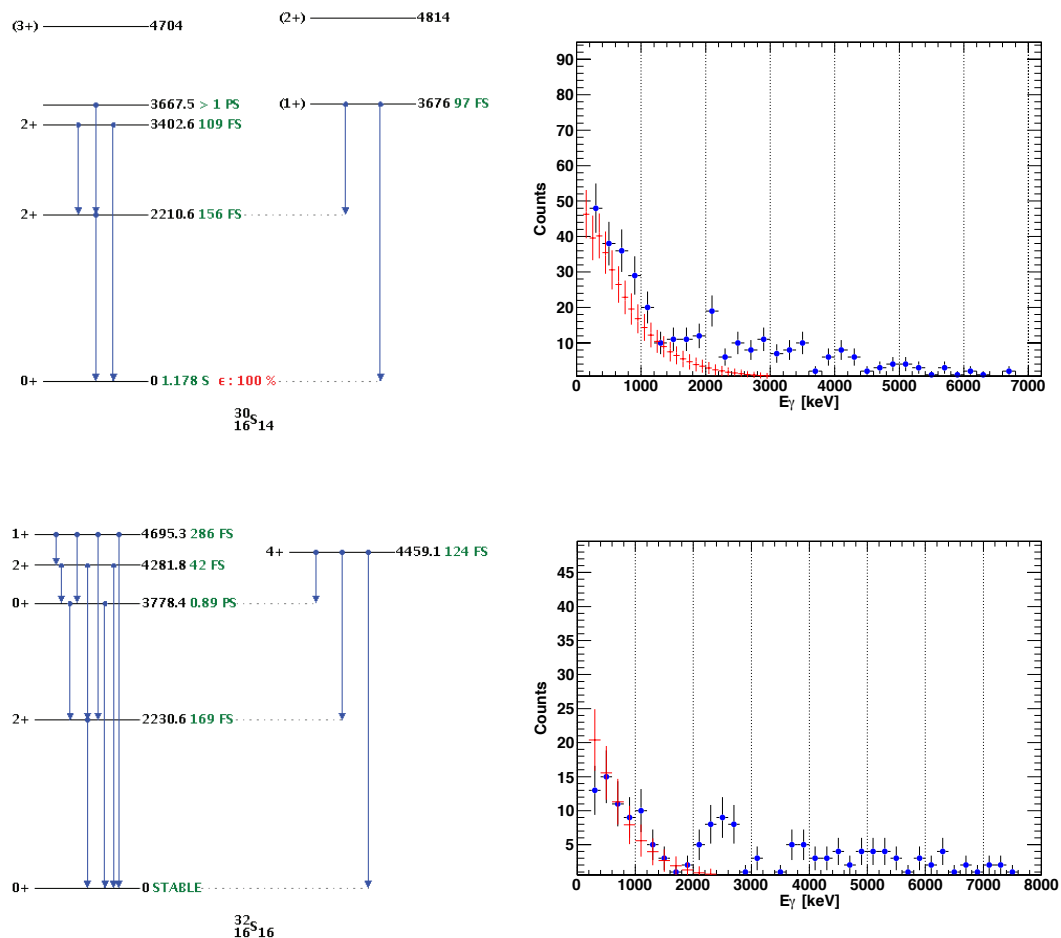 (3+) 4704
(2+) 4814
3667.5 > 1 PS
2+ 3402.6 109 FS
(1+) 3676 97 FS
2+ 2210.6 156 FS
0+ 0 1.178 S ϵ : 100 %
30
16 S 14
Counts
90
80
70
60
50
40
30
20
10
0 1000 2000 3000 4000 5000 6000 7000
Eγ [keV]
1+ 4695.3 286 FS
4+ 4459.1 124 FS
2+ 4281.8 42 FS
0+ 3778.4 0.89 PS
2+ 2230.6 169 FS
0+ 0 STABLE
32
16 S 16
Counts
45
40
35
30
25
20
15
10
5
0 1000 2000 3000 4000 5000 6000 7000 8000
Eγ [keV]